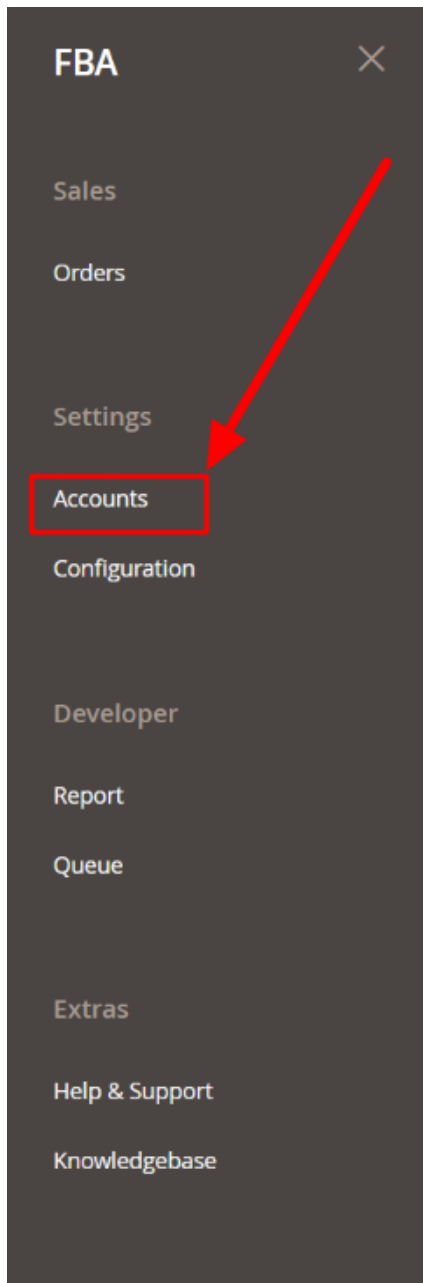 FBA
Sales
Orders
Settings
Accounts
Configuration
Developer
Report
Queue
Extras
Help & Support
Knowledgebase